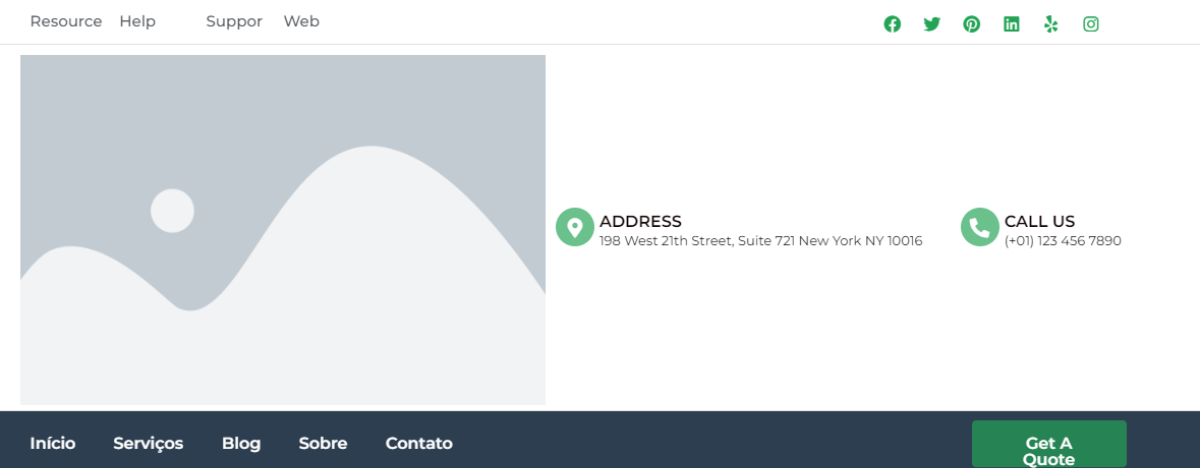 Resource Help Suppor Web
ADDRESS
198 West 21th Street, Suite 721 New York NY 10016
CALL US
(+01) 123 456 7890
Início Serviços Blog Sobre Contato
Get A
Quote